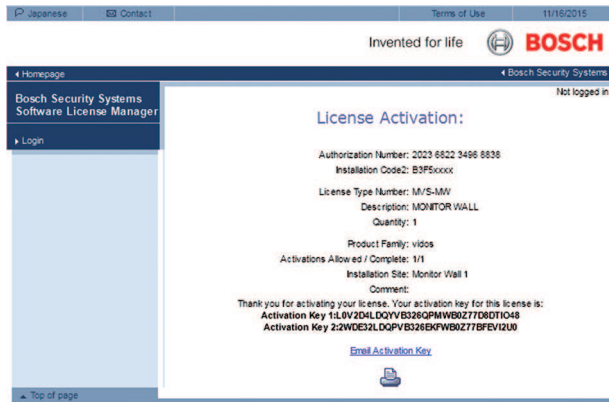 Japanese Contact Terms of Use 11/16/2015
Invented for life BOSCH
Homepage Bosch Security Systems
Not logged in
Bosch Security Systems
Software License Manager
Login
License Activation:
Authorization Number: 2023 6822 3496 8838
Installation Code2: B3F5xxxx
License Type Number: MVS-MW
Description: MONITOR WALL
Quantity: 1
Product Family: vidos
Activations Allowed / Complete: 1/1
Installation Site: Monitor Wall 1
Comment:
Thank you for activating your license. Your activation key for this license is:
Activation Key 1:L0V2D4LDQYVB326QPMWB0Z77D8DTIO48
Activation Key 2:2WDE32LDQPVB326EKFWB0Z77BFEVI2U0
Email Activation Key
Top of page